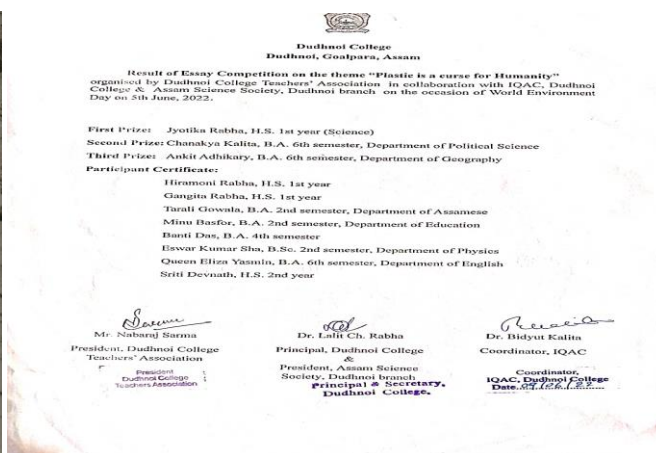 Dudhnoi College
Dudhnoi, Goalpara, Assam
Result of Essay Competition on the theme "Plastic is a curse for Humanity"
organised by Dudhnoi College Teachers' Association in collaboration with IQAC, Dudhnoi
College & Assam Science Society, Dudhnoi branch on the occasion of World Environment
Day on 5th June, 2022.
First Prize: Jyotika Rabha, H.S. 1st year (Science)
Second Prize: Chanakya Kalita, B.A. 6th semester, Department of Political Science
Third Prize: Ankit Adhikary, B.A. 6th semester, Department of Geography
Participant Certificate:
Hiramoni Rabha, H.S. 1st year
Gangita Rabha, H.S. 1st year
Tarali Gowala, B.A. 2nd semester, Department of Assamese
Minu Basfor, B.A. 2nd semester, Department of Education
Banti Das, B.A. 4th semester
Eswar Kumar Sha, B.Sc. 2nd semester, Department of Physics
Queen Eliza Yasmin, B.A. 6th semester, Department of English
Sriti Devnath, H.S. 2nd year
Mr. Nabaraj Sarma
President, Dudhnoi College
Teachers' Association
President
Dudhnoi College
Teachers Association
Dr. Lalit Ch. Rabha
Principal, Dudhnoi College
&
President, Assam Science
Society, Dudhnoi branch
Principal & Secretary,
Dudhnoi College.
Dr. Bidyut Kalita
Coordinator, IQAC
Coordinator,
IQAC, Dudhnoi College
Date. 09/06/22